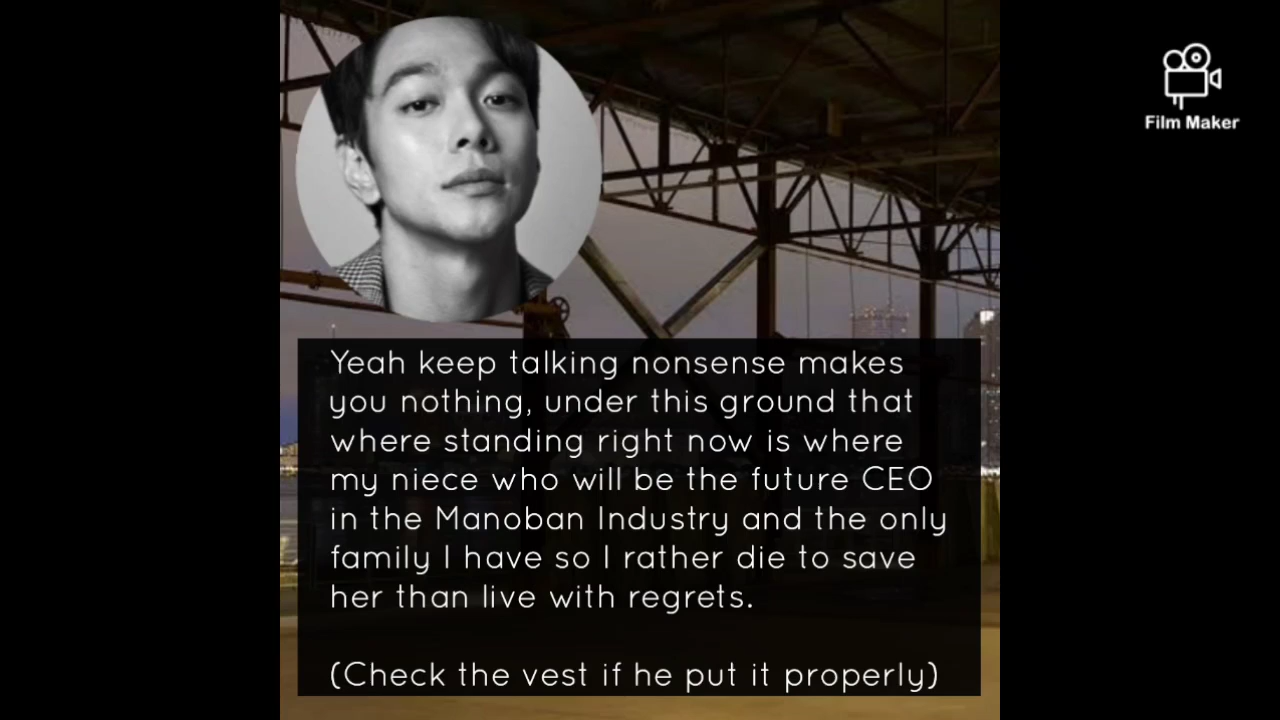 Film Maker
Yeah keep talking nonsense makes
you nothing, under this ground that
where standing right now is where
my niece who will be the future CEO
in the Manoban Industry and the only
family I have so I rather die to save
her than live with regrets.
(Check the vest if he put it properly)